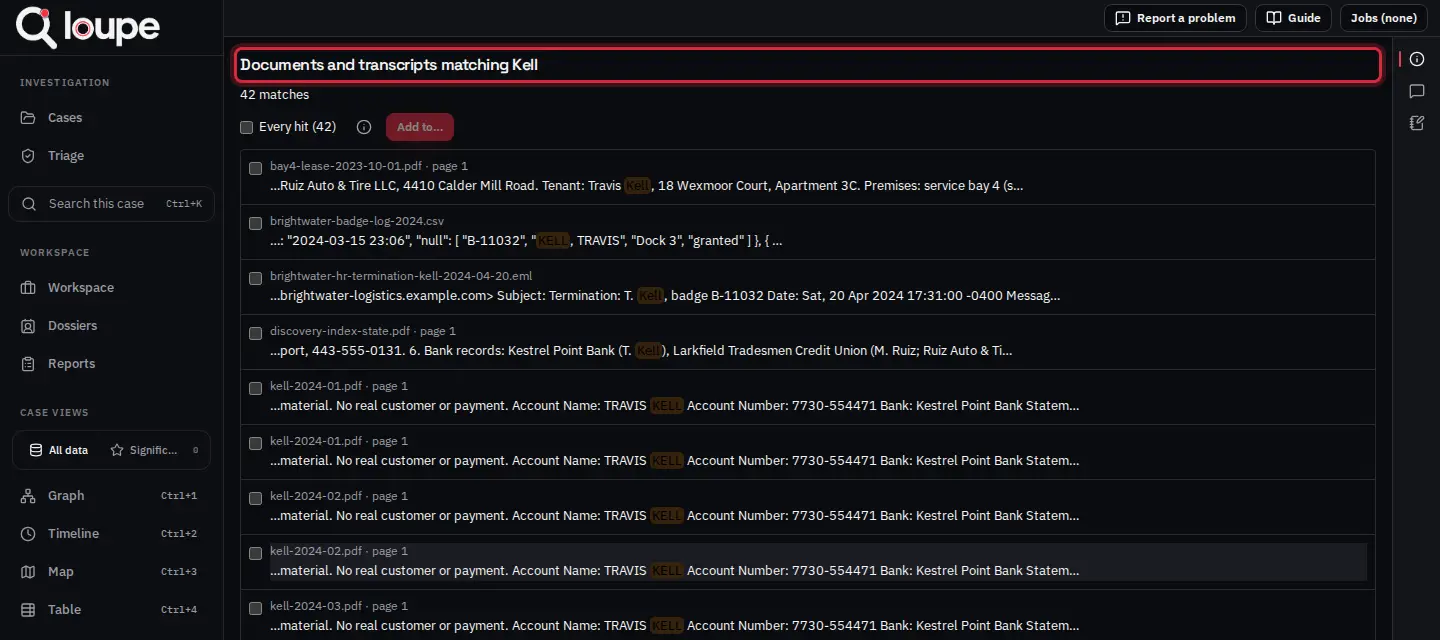 loupe
Report a problem
Guide
Jobs (none)
INVESTIGATION
Cases
Triage
Search this case Ctrl+K
WORKSPACE
Workspace
Dossiers
Reports
CASE VIEWS
All data
Signific... 0
Graph Ctrl+1
Timeline Ctrl+2
Map Ctrl+3
Table Ctrl+4
Documents and transcripts matching Kell
42 matches
Every hit (42)
Add to...
bay4-lease-2023-10-01.pdf · page 1
...Ruiz Auto & Tire LLC, 4410 Calder Mill Road. Tenant: Travis Kell, 18 Wexmoor Court, Apartment 3C. Premises: service bay 4 (s...
brightwater-badge-log-2024.csv
...: "2024-03-15 23:06", "null": [ "B-11032", "KELL, TRAVIS", "Dock 3", "granted" ] }, { ...
brightwater-hr-termination-kell-2024-04-20.eml
...brightwater-logistics.example.com> Subject: Termination: T. Kell, badge B-11032 Date: Sat, 20 Apr 2024 17:31:00 -0400 Messag...
discovery-index-state.pdf · page 1
...port, 443-555-0131. 6. Bank records: Kestrel Point Bank (T. Kell), Larkfield Tradesmen Credit Union (M. Ruiz; Ruiz Auto & Ti...
kell-2024-01.pdf · page 1
...material. No real customer or payment. Account Name: TRAVIS KELL Account Number: 7730-554471 Bank: Kestrel Point Bank Statem...
kell-2024-01.pdf · page 1
...material. No real customer or payment. Account Name: TRAVIS KELL Account Number: 7730-554471 Bank: Kestrel Point Bank Statem...
kell-2024-02.pdf · page 1
...material. No real customer or payment. Account Name: TRAVIS KELL Account Number: 7730-554471 Bank: Kestrel Point Bank Statem...
kell-2024-02.pdf · page 1
...material. No real customer or payment. Account Name: TRAVIS KELL Account Number: 7730-554471 Bank: Kestrel Point Bank Statem...
kell-2024-03.pdf · page 1
...material. No real customer or payment. Account Name: TRAVIS KELL Account Number: 7730-554471 Bank: Kestrel Point Bank Statem...